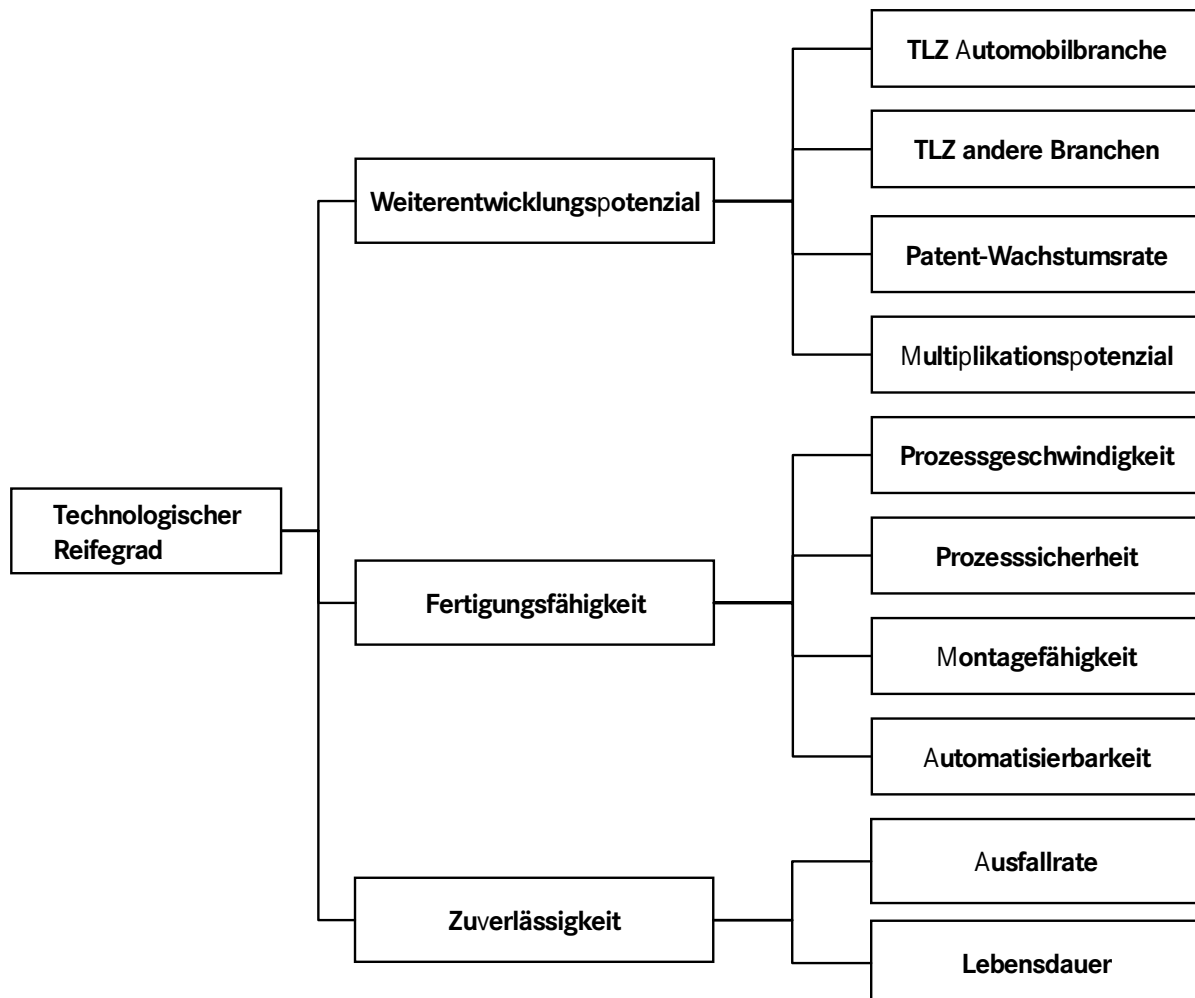 TLZ Automobilbranche
TLZ andere Branchen
Weiterentwicklungspotenzial
Patent-Wachstumsrate
Multiplikationspotenzial
Prozessgeschwindigkeit
Technologischer
Reifegrad
Prozesssicherheit
Fertigungsfähigkeit
Montagefähigkeit
Automatisierbarkeit
Ausfallrate
Zuverlässigkeit
Lebensdauer